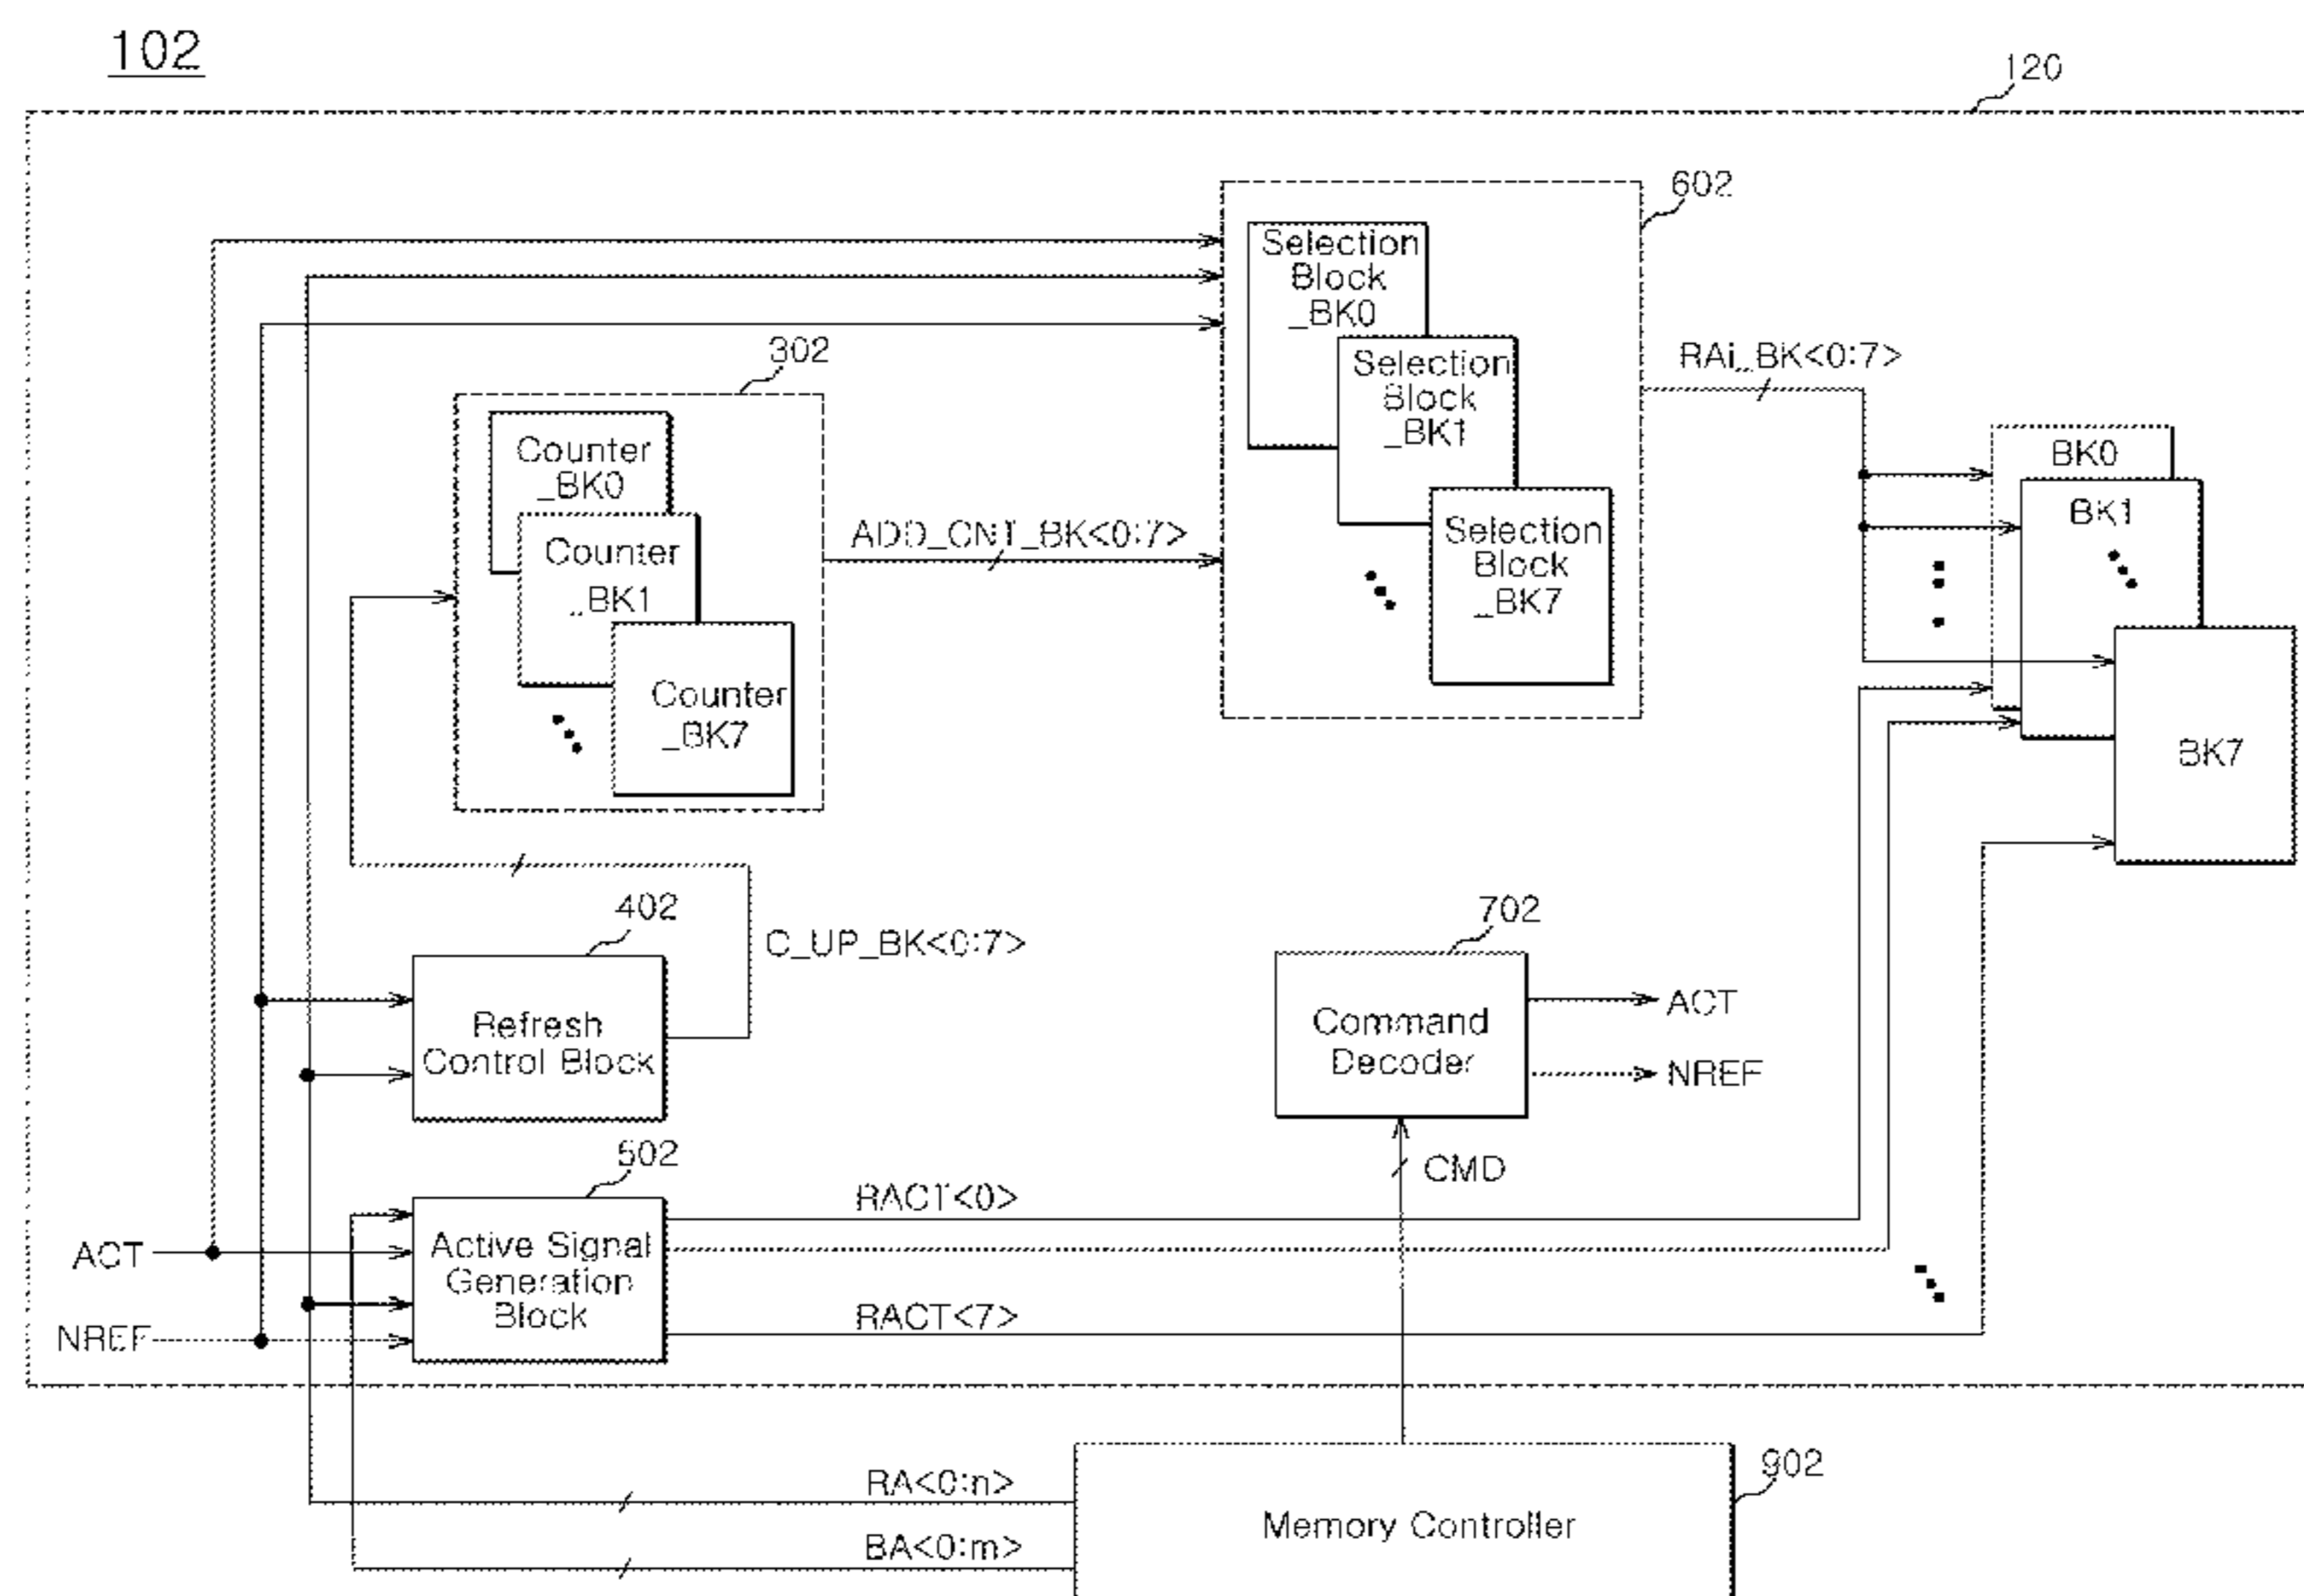 102
120
602
Selection
Block
_BK0
302
Selection
Block
_BK1
RAi_BK<0:7>
Counter
_BK0
BK0
BK1
ADD_CNT_BK<0:7>
Selection
Block
_BK7
Counter
_BK1
Counter
_BK7
BK7
402
C_UP_BK<0:7>
702
Refresh
Control Block
Command
Decoder
ACT
NREF
502
CMD
RACT<0>
ACT
Active Signal
Generation
Block
RACT<7>
NREF
RA<0:n>
902
Memory Controller
BA<0:m>